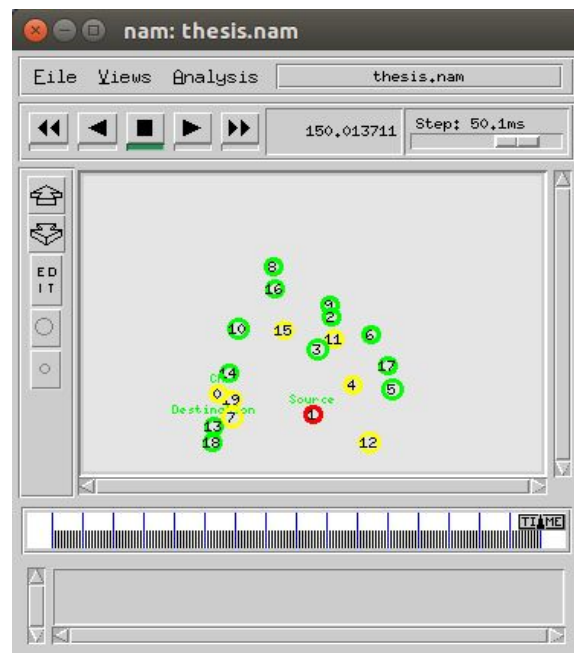 nam: thesis.nam
File Views Analysis thesis.nam
150.013711 Step: 50.1ms
ED
IT
8
16
9
2
10 15 11 6
3
17
14
4 5
0 19
Source
Destination
7 1
13
18 12
TIME